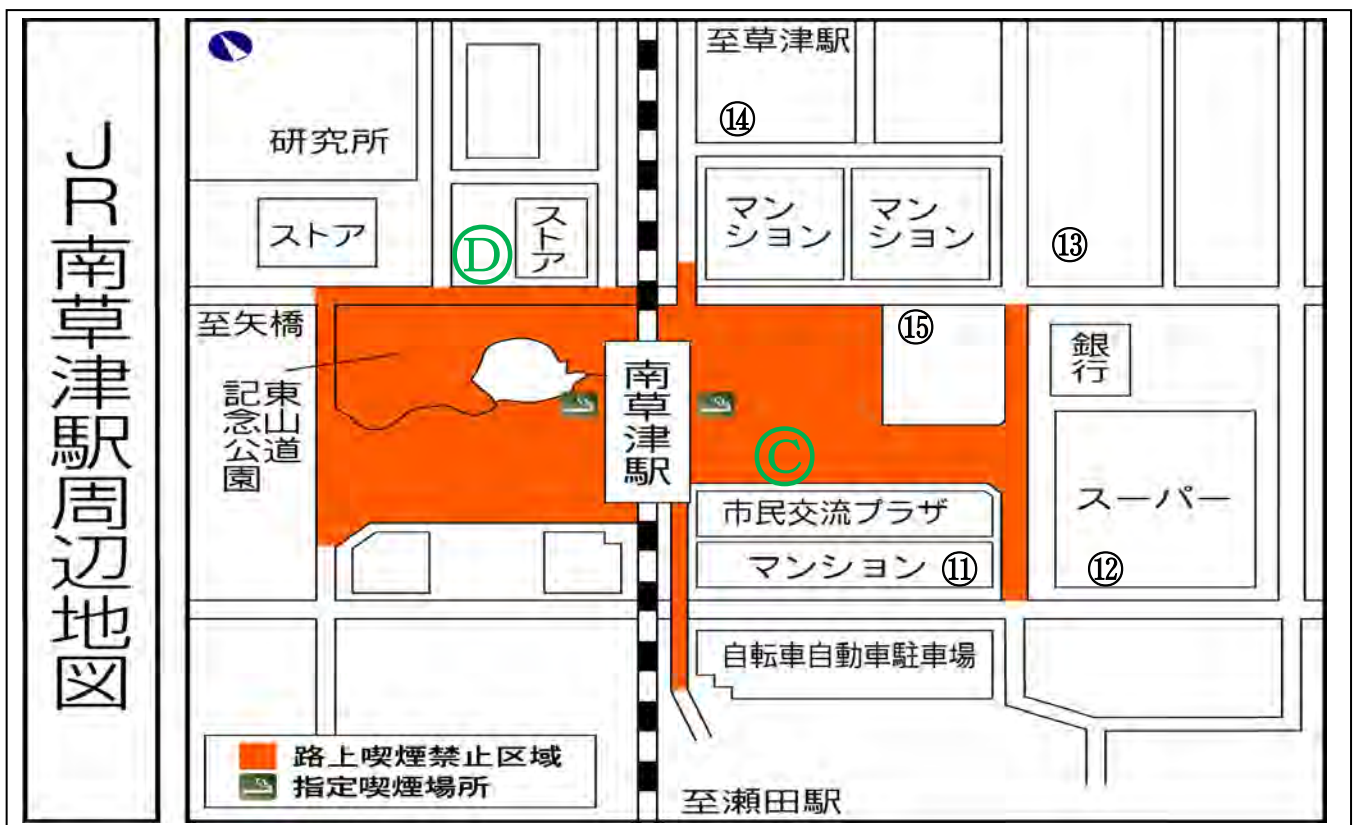 JR南草津駅周辺地図
至草津駅
⑭
研究所
ストア
Ⓓ
ストア
マン
ション
マン
ション
⑬
至矢橋
東山道
記念公園
南草津駅
⑮
銀行
Ⓒ
市民交流プラザ
マンション
⑪
スーパー
⑫
自転車自動車駐車場
路上喫煙禁止区域
指定喫煙場所
至瀬田駅